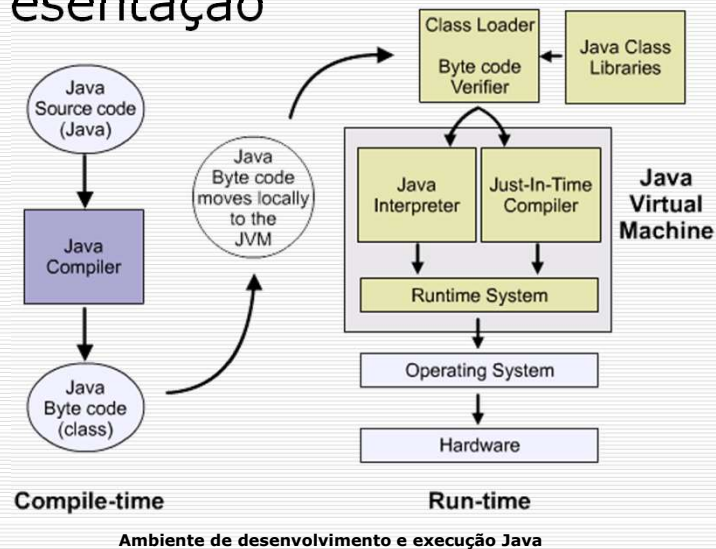 esentação
Java
Source code
(Java)
Java
Compiler
Java
Byte code
(class)
Compile-time
Java
Byte code
moves locally
to the
JVM
Class Loader
Byte code
Verifier
Java Class
Libraries
Java
Interpreter
Just-In-Time
Compiler
Runtime System
Java
Virtual
Machine
Operating System
Hardware
Run-time
Ambiente de desenvolvimento e execução Java